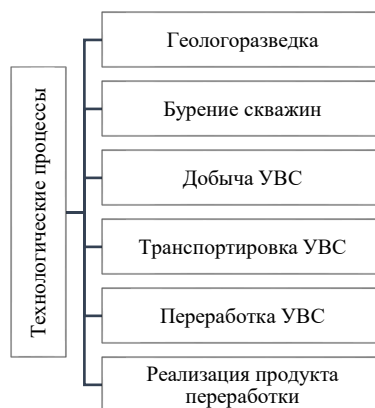 Технологические процессы
Геологоразведка
Бурение скважин
Добыча УВС
Транспортировка УВС
Переработка УВС
Реализация продукта
переработки